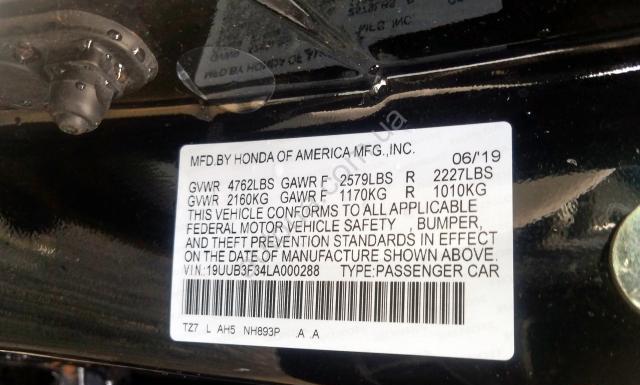 MFD.BY HONDA OF AMERICA MFG.,INC. 06/'19
GVWR 4762LBS GAWR F 2579LBS R 2227LBS
GVWR 2160KG GAWR F 1170KG R 1010KG
THIS VEHICLE CONFORMS TO ALL APPLICABLE
FEDERAL MOTOR VEHICLE SAFETY , BUMPER,
AND THEFT PREVENTION STANDARDS IN EFFECT
ON THE DATE OF MANUFACTURE SHOWN ABOVE.
VIN:19UUB3F34LA000288 TYPE:PASSENGER CAR
TZ7 L AH5 NH893P .A .A